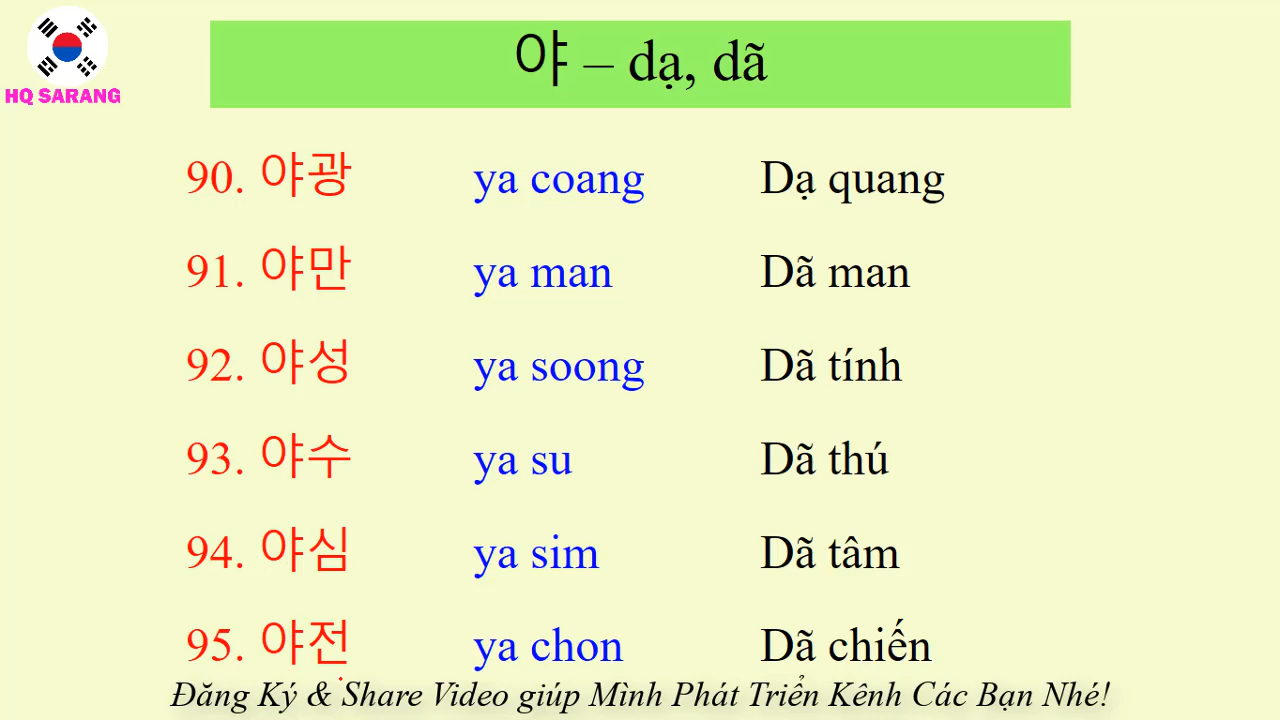 HQ SARANG
야 – dạ, dã
90. 야광 ya coang Dạ quang
91. 야만 ya man Dã man
92. 야성 ya soong Dã tính
93. 야수 ya su Dã thú
94. 야심 ya sim Dã tâm
95. 야전 ya chon Dã chiến
Đăng Ký & Share Video giúp Mình Phát Triển Kênh Các Bạn Nhé!